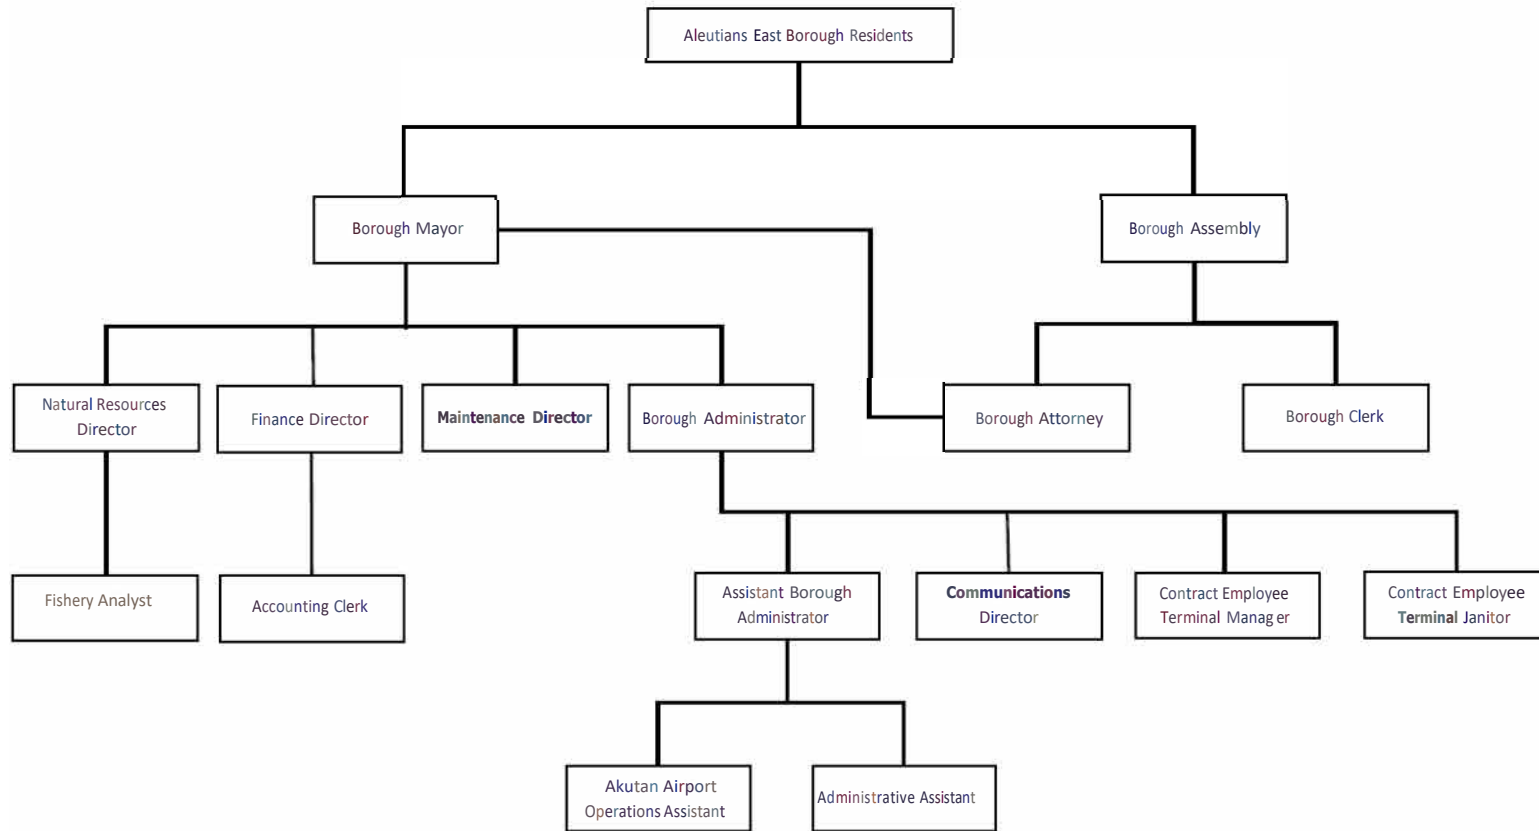 Aleutians East Borough Residents
Borough Mayor
Borough Assembly
Natural Resources
Director
Finance Director
Maintenance Director
Borough Administrator
Borough Attorney
Borough Clerk
Fishery Analyst
Accounting Clerk
Assistant Borough
Administrator
Communications
Director
Contract Employee
Terminal Manager
Contract Employee
Terminal Janitor
Akutan Airport
Operations Assistant
Administrative Assistant